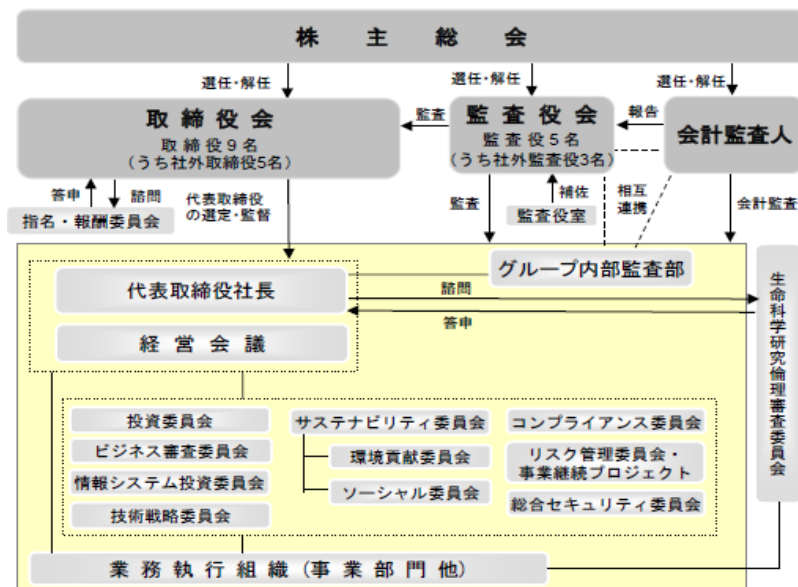 株主総会
選任・解任
選任・解任
選任・解任
取締役会
取締役９名
(うち社外取締役5名)
監査
監査役会
監査役５名
(うち社外監査役3名)
報告
会計監査人
答申
諮問
指名・報酬委員会
代表取締役
の選定・監督
監査
補佐
監査役室
相互
連携
会計監査
グループ内部監査部
代表取締役社長
諮問
答申
経営会議
生命科学研究倫理審査委員会
投資委員会
ビジネス審査委員会
情報システム投資委員会
技術戦略委員会
サステナビリティ委員会
環境貢献委員会
ソーシャル委員会
コンプライアンス委員会
リスク管理委員会・
事業継続プロジェクト
総合セキュリティ委員会
業務執行組織(事業部門他)